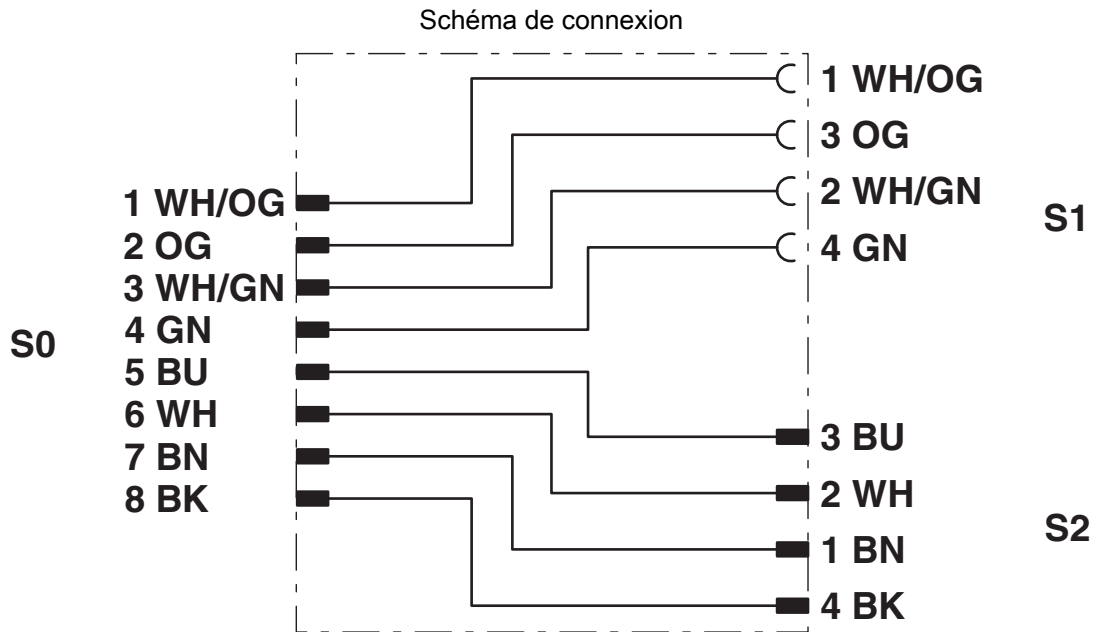 Schéma de connexion
S0
1 WH/OG
2 OG
3 WH/GN
4 GN
5 BU
6 WH
7 BN
8 BK
1 WH/OG
3 OG
2 WH/GN
4 GN
S1
3 BU
2 WH
1 BN
4 BK
S2